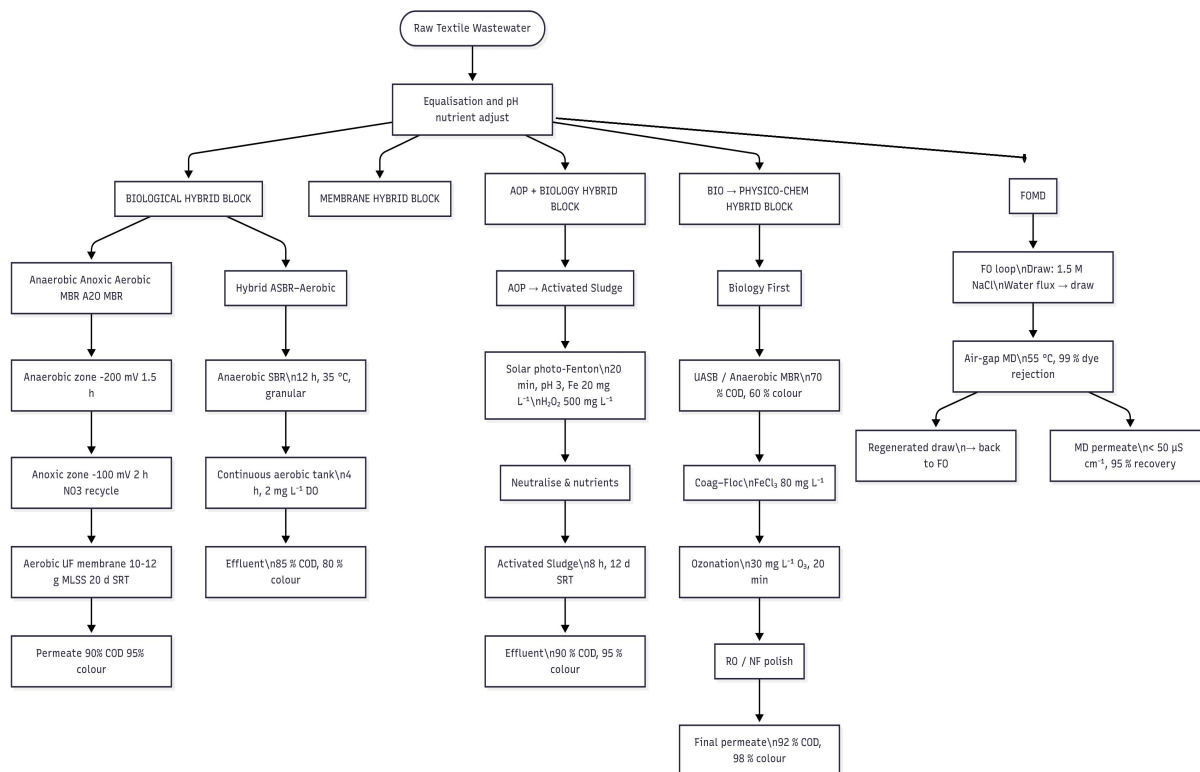 Raw Textile Wastewater
Equalisation and pH
nutrient adjust
BIOLOGICAL HYBRID BLOCK
MEMBRANE HYBRID BLOCK
AOP + BIOLOGY HYBRID
BLOCK
BIO → PHYSICO-CHEM
HYBRID BLOCK
FOMD
Anaerobic Anoxic Aerobic
MBR A2O MBR
Anaerobic zone -200 mV 1.5
h
Anoxic zone -100 mV 2 h
NO3 recycle
Aerobic UF membrane 10-12
g MLSS 20 d SRT
Permeate 90% COD 95%
colour
Hybrid ASBR–Aerobic
Anaerobic SBR\n12 h, 35 °C,
granular
Continuous aerobic tank\n4
h, 2 mg L⁻¹ DO
Effluent\n85 % COD, 80 %
colour
AOP → Activated Sludge
Solar photo-Fenton\n20
min, pH 3, Fe 20 mg
L⁻¹\nH₂O₂ 500 mg L⁻¹
Neutralise & nutrients
Activated Sludge\n8 h, 12 d
SRT
Effluent\n90 % COD, 95 %
colour
Biology First
UASB / Anaerobic MBR\n70
% COD, 60 % colour
Coag–Floc\nFeCl₃ 80 mg L⁻¹
Ozonation\n30 mg L⁻¹ O₃, 20
min
RO / NF polish
Final permeate\n92 % COD,
98 % colour
FO loop\nDraw: 1.5 M
NaCl\nWater flux → draw
Air-gap MD\n55 °C, 99 % dye
rejection
Regenerated draw\n→ back
to FO
MD permeate\n< 50 µS
cm⁻¹, 95 % recovery